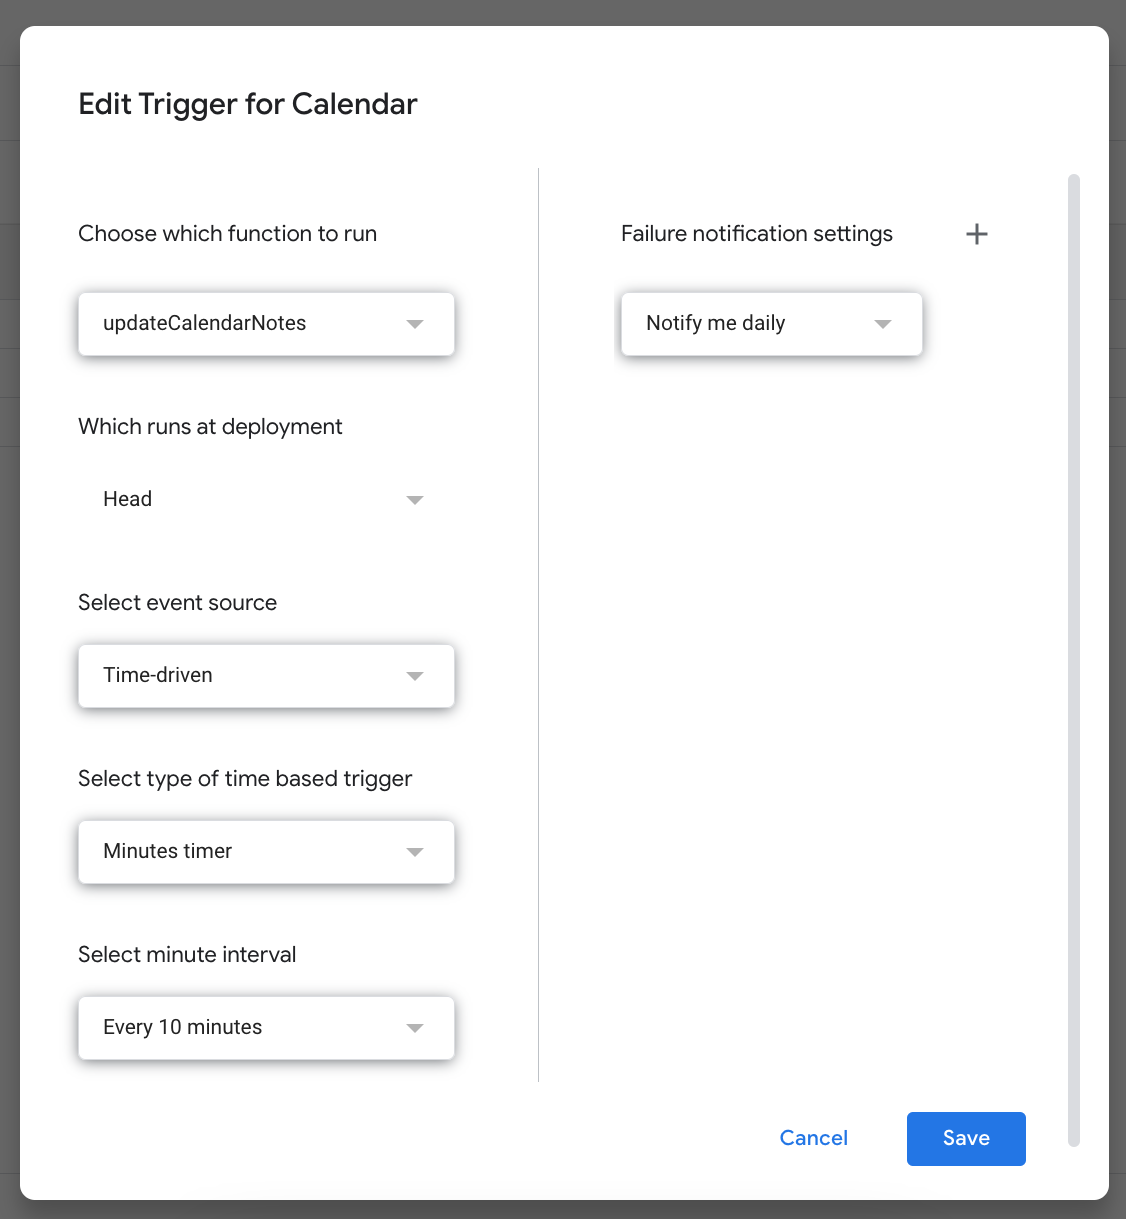 Edit Trigger for Calendar
Choose which function to run
updateCalendarNotes
Which runs at deployment
Head
Select event source
Time-driven
Select type of time based trigger
Minutes timer
Select minute interval
Every 10 minutes
Failure notification settings
Notify me daily
Cancel
Save